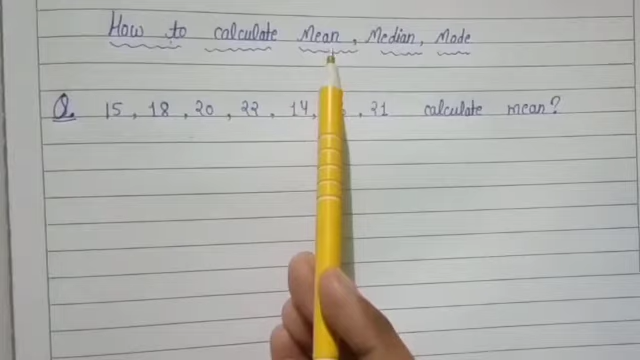 How to calculate Mean, Median, Mode
Q. 15, 18, 20, 22, 14, , 21 calculate mean?